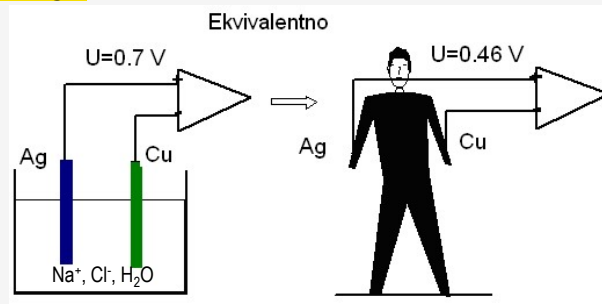 Ekvivalentno
U=0.7 V
U=0.46 V
Ag
Cu
Ag
Cu
Na⁺, Cl⁻, H₂O